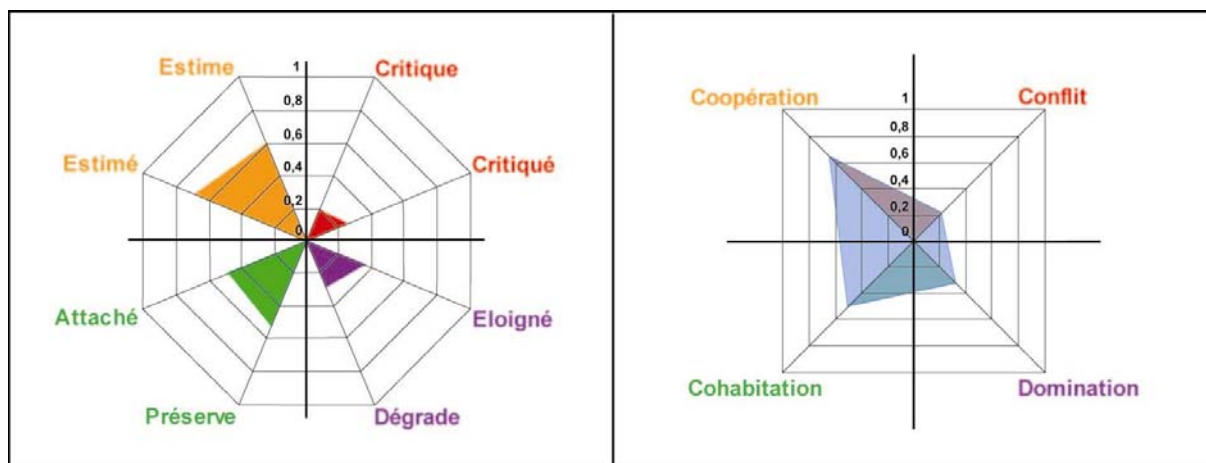 Estime
Critique
1
0,8
0,6
0,4
0,2
0
Estimé
Critiqué
Attaché
Eloigné
Préserve
Dégrade
Coopération
Conflit
1
0,8
0,6
0,4
0,2
0
Cohabitation
Domination